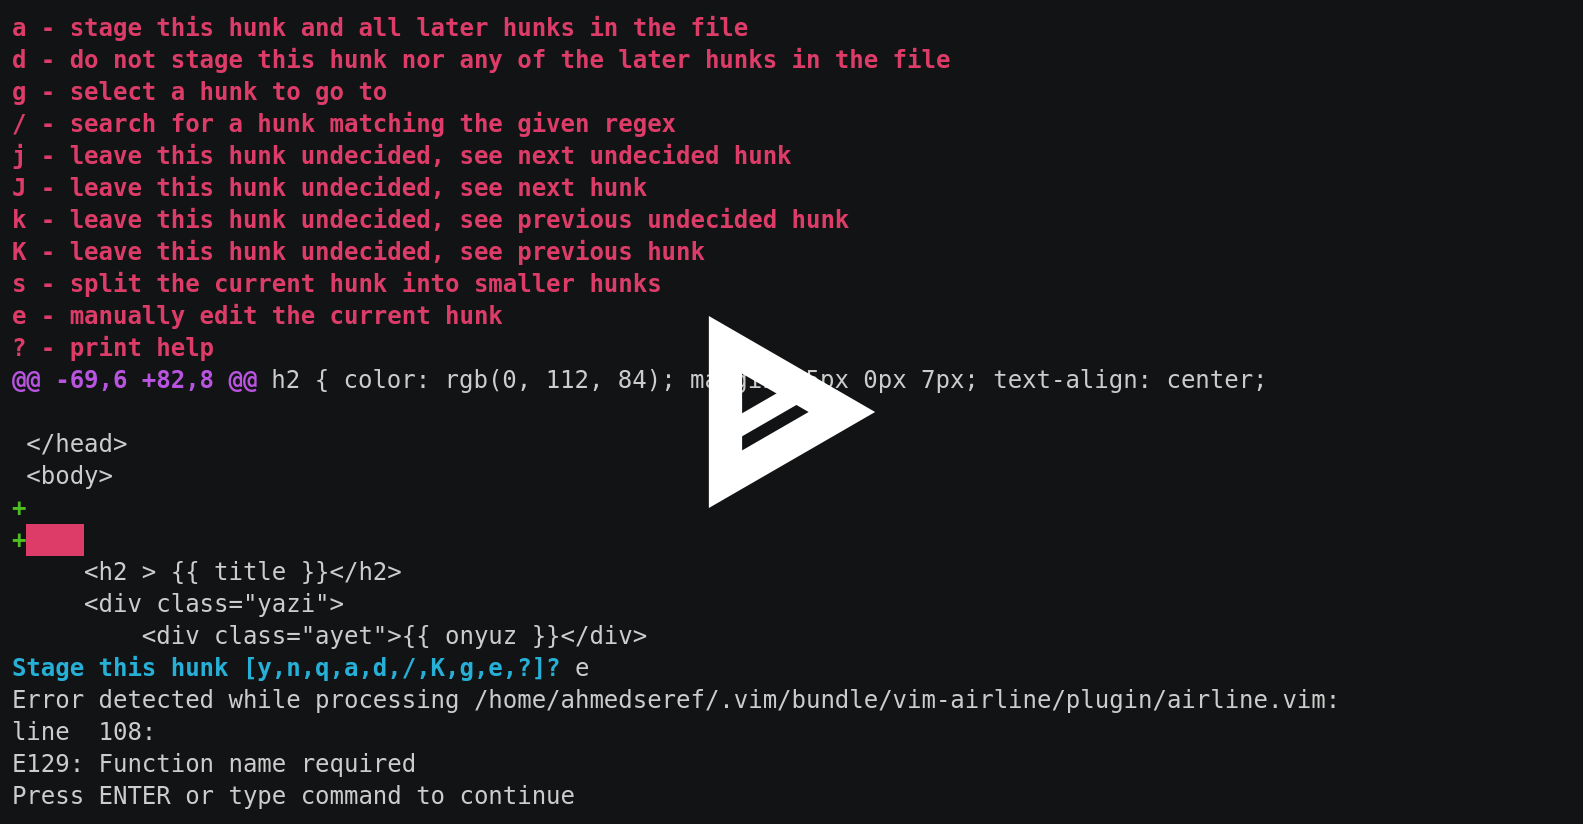 a - stage this hunk and all later hunks in the file
d - do not stage this hunk nor any of the later hunks in the file
g - select a hunk to go to
/ - search for a hunk matching the given regex
j - leave this hunk undecided, see next undecided hunk
J - leave this hunk undecided, see next hunk
k - leave this hunk undecided, see previous undecided hunk
K - leave this hunk undecided, see previous hunk
s - split the current hunk into smaller hunks
e - manually edit the current hunk
? - print help
@@ -69,6 +82,8 @@ h2 { color: rgb(0, 112, 84); 5px 0px 7px; text-align: center;
</head>
<body>
+
+
<h2 > {{ title }}</h2>
<div class="yazi">
<div class="ayet">{{ onyuz }}</div>
Stage this hunk [y,n,q,a,d,/,K,g,e,?]? e
Error detected while processing /home/ahmedseref/.vim/bundle/vim-airline/plugin/airline.vim:
line  108:
E129: Function name required
Press ENTER or type command to continue